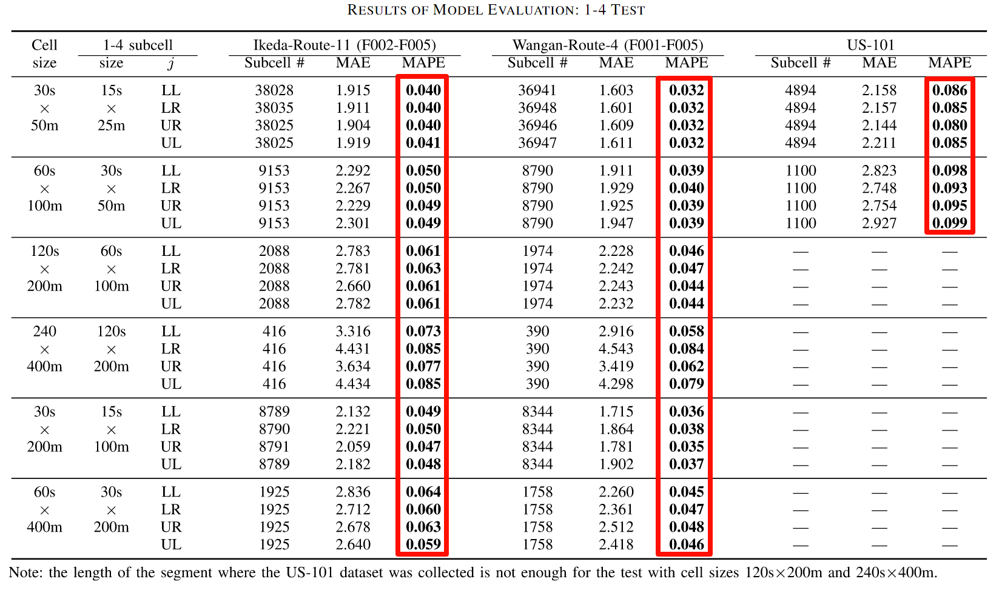 RESULTS OF MODEL EVALUATION: 1-4 TEST
Cell 1-4 subcell Ikeda-Route-11 (F002-F005) Wangan-Route-4 (F001-F005) US-101
size size j Subcell # MAE MAPE Subcell # MAE MAPE Subcell # MAE MAPE
30s 15s LL 38028 1.915 0.040 36941 1.603 0.032 4894 2.158 0.086
× × LR 38035 1.911 0.040 36948 1.601 0.032 4894 2.157 0.085
50m 25m UR 38025 1.904 0.040 36946 1.609 0.032 4894 2.144 0.080
UL 38025 1.919 0.041 36947 1.611 0.032 4894 2.211 0.085
60s 30s LL 9153 2.292 0.050 8790 1.911 0.039 1100 2.823 0.098
× × LR 9153 2.267 0.050 8790 1.929 0.040 1100 2.748 0.093
100m 50m UR 9153 2.229 0.049 8790 1.925 0.039 1100 2.754 0.095
UL 9153 2.301 0.049 8790 1.947 0.039 1100 2.927 0.099
120s 60s LL 2088 2.783 0.061 1974 2.228 0.046 — — —
× × LR 2088 2.781 0.063 1974 2.242 0.047 — — —
200m 100m UR 2088 2.660 0.061 1974 2.243 0.044 — — —
UL 2088 2.782 0.061 1974 2.232 0.044 — — —
240 120s LL 416 3.316 0.073 390 2.916 0.058 — — —
× × LR 416 4.431 0.085 390 4.543 0.084 — — —
400m 200m UR 416 3.634 0.077 390 3.419 0.062 — — —
UL 416 4.434 0.085 390 4.298 0.079 — — —
30s 15s LL 8789 2.132 0.049 8344 1.715 0.036 — — —
× × LR 8790 2.221 0.050 8344 1.864 0.038 — — —
200m 100m UR 8791 2.059 0.047 8344 1.781 0.035 — — —
UL 8789 2.182 0.048 8344 1.902 0.037 — — —
60s 30s LL 1925 2.836 0.064 1758 2.260 0.045 — — —
× × LR 1925 2.712 0.060 1758 2.361 0.047 — — —
400m 200m UR 1925 2.678 0.063 1758 2.512 0.048 — — —
UL 1925 2.640 0.059 1758 2.418 0.046 — — —
Note: the length of the segment where the US-101 dataset was collected is not enough for the test with cell sizes 120s×200m and 240s×400m.